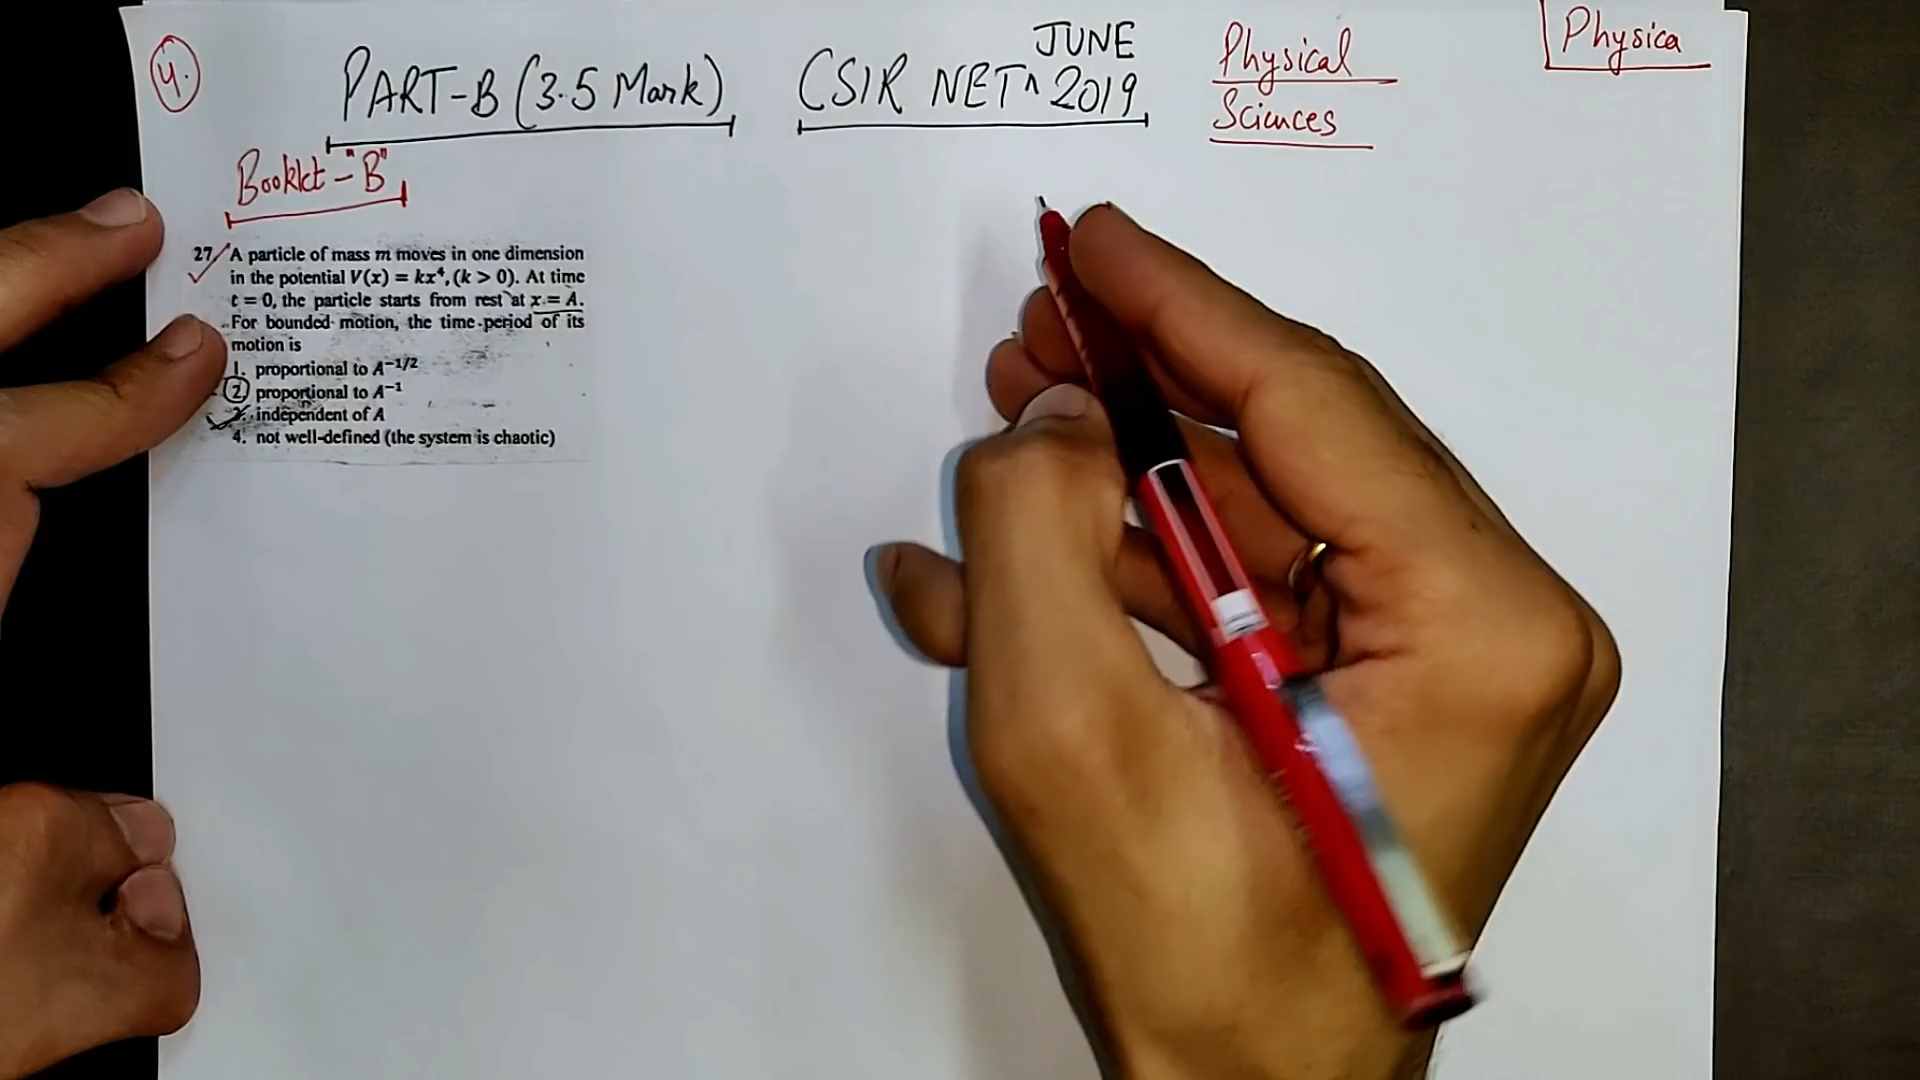 4.
PART-B (3.5 Mark)
CSIR NET ^ JUNE 2019
Physical
Sciences
Physica
Booklet-"B"
27. A particle of mass m moves in one dimension
in the potential V(x) = kx⁴, (k > 0). At time
t = 0, the particle starts from rest at x = A.
For bounded motion, the time period of its
motion is
1. proportional to A⁻¹/²
2. proportional to A⁻¹
3. independent of A
4. not well-defined (the system is chaotic)